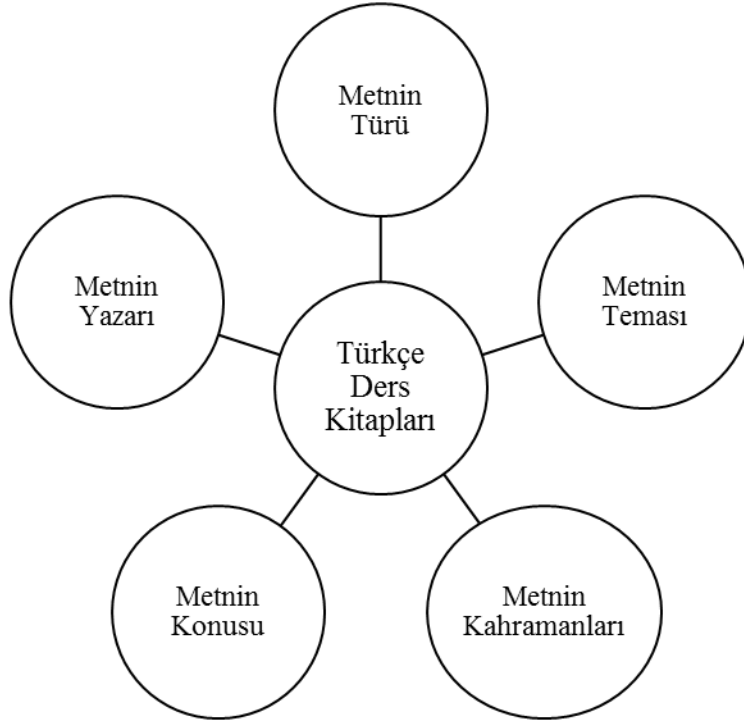 Metnin
Türü
Metnin
Yazarı
Metnin
Teması
Türkçe
Ders
Kitapları
Metnin
Konusu
Metnin
Kahramanları